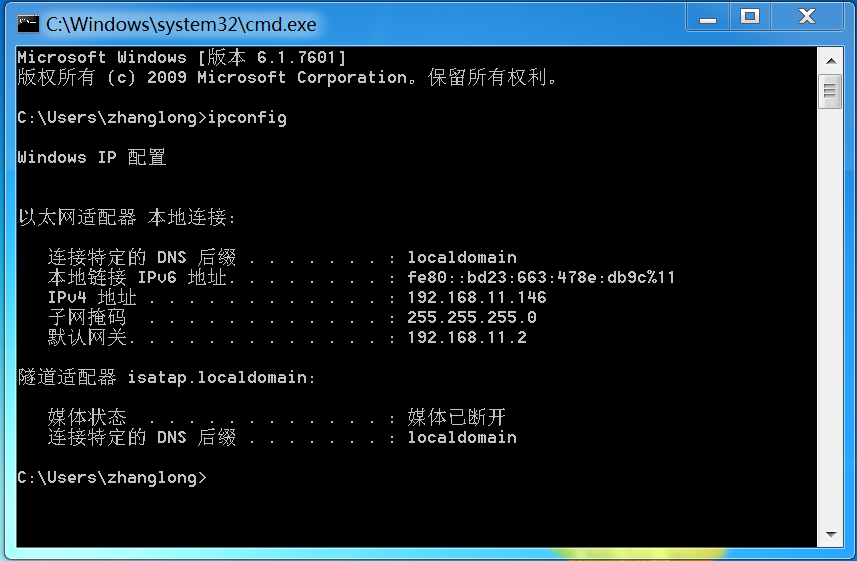 C:\Windows\system32\cmd.exe
Microsoft Windows [版本 6.1.7601]
版权所有 (c) 2009 Microsoft Corporation。保留所有权利。
C:\Users\zhanglong>ipconfig
Windows IP 配置
以太网适配器 本地连接:
连接特定的 DNS 后缀 . . . . . . . : localdomain
本地链接 IPv6 地址. . . . . . . . : fe80::bd23:663:478e:db9c%11
IPv4 地址 . . . . . . . . . . . . : 192.168.11.146
子网掩码  . . . . . . . . . . . . : 255.255.255.0
默认网关. . . . . . . . . . . . . : 192.168.11.2
隧道适配器 isatap.localdomain:
媒体状态  . . . . . . . . . . . . : 媒体已断开
连接特定的 DNS 后缀 . . . . . . . : localdomain
C:\Users\zhanglong>